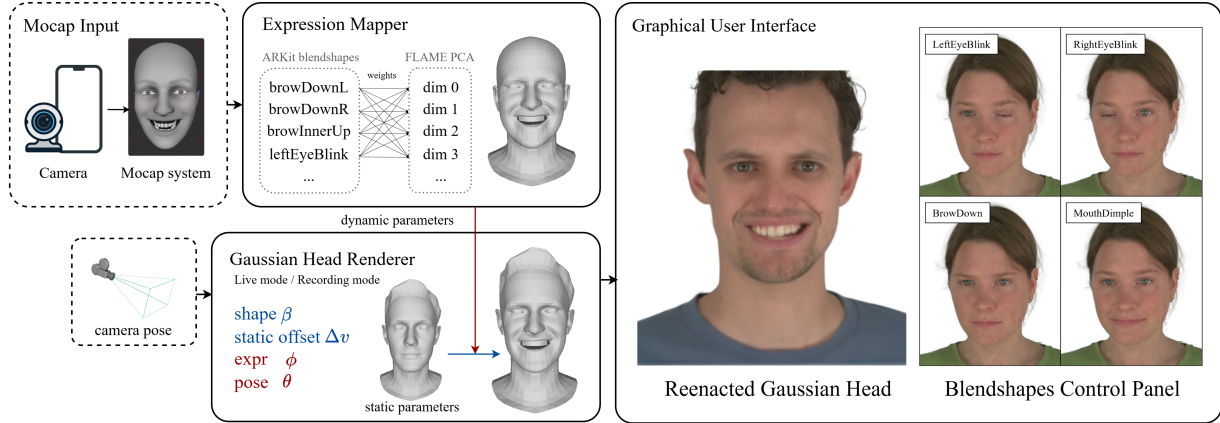 Mocap Input
Camera
Mocap system
Expression Mapper
ARKit blendshapes
weights
FLAME PCA
browDownL
dim 0
browDownR
dim 1
browInnerUp
dim 2
leftEyeBlink
dim 3
...
...
dynamic parameters
camera pose
Gaussian Head Renderer
Live mode / Recording mode
shape β
static offset Δv
expr ϕ
pose θ
static parameters
Graphical User Interface
LeftEyeBlink
RightEyeBlink
BrowDown
MouthDimple
Reenacted Gaussian Head
Blendshapes Control Panel